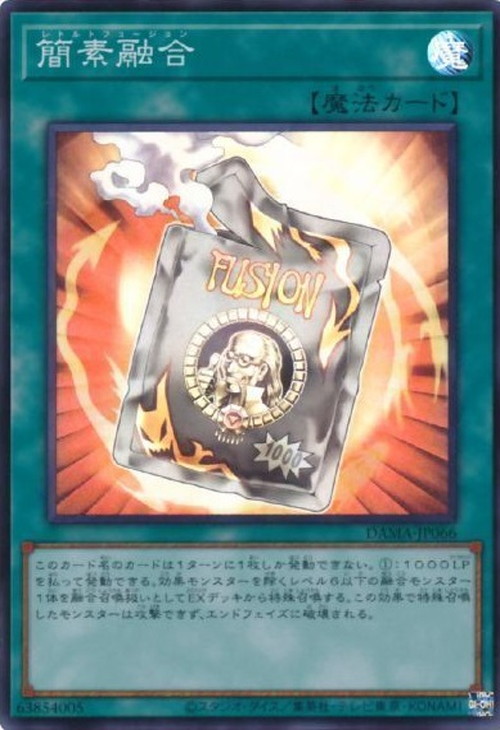 レトルトフュージョン
簡素融合
魔
【魔法カード】
FUSION
1000
DAMA-JP066
このカード名のカードは1ターンに1枚しか発動できない。①:1000LP
を払って発動できる。効果モンスターを除くレベル6以下の融合モンスター
1体を融合召喚扱いとしてEXデッキから特殊召喚する。この効果で特殊召喚
したモンスターは攻撃できず、エンドフェイズに破壊される。
63854005
©スタジオ・ダイス/集英社・テレビ東京・KONAMI